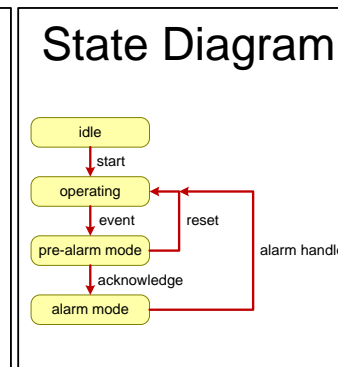 State Diagram
idle
start
operating
event
reset
pre-alarm mode
alarm handle
acknowledge
alarm mode